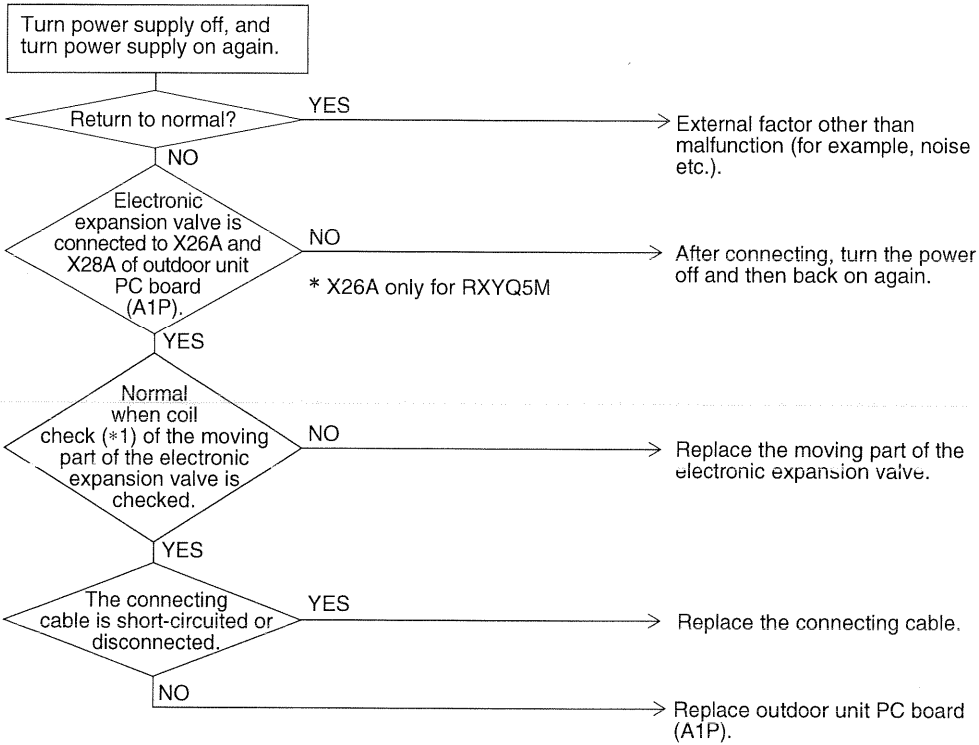 Turn power supply off, and
turn power supply on again.
Return to normal?
YES
External factor other than
malfunction (for example, noise
etc.).
NO
Electronic
expansion valve is
connected to X26A and
X28A of outdoor unit
PC board
(A1P).
NO
* X26A only for RXYQ5M
After connecting, turn the power
off and then back on again.
YES
Normal
when coil
check (*1) of the moving
part of the electronic
expansion valve is
checked.
NO
Replace the moving part of the
electronic expansion valve.
YES
The connecting
cable is short-circuited or
disconnected.
YES
Replace the connecting cable.
NO
Replace outdoor unit PC board
(A1P).